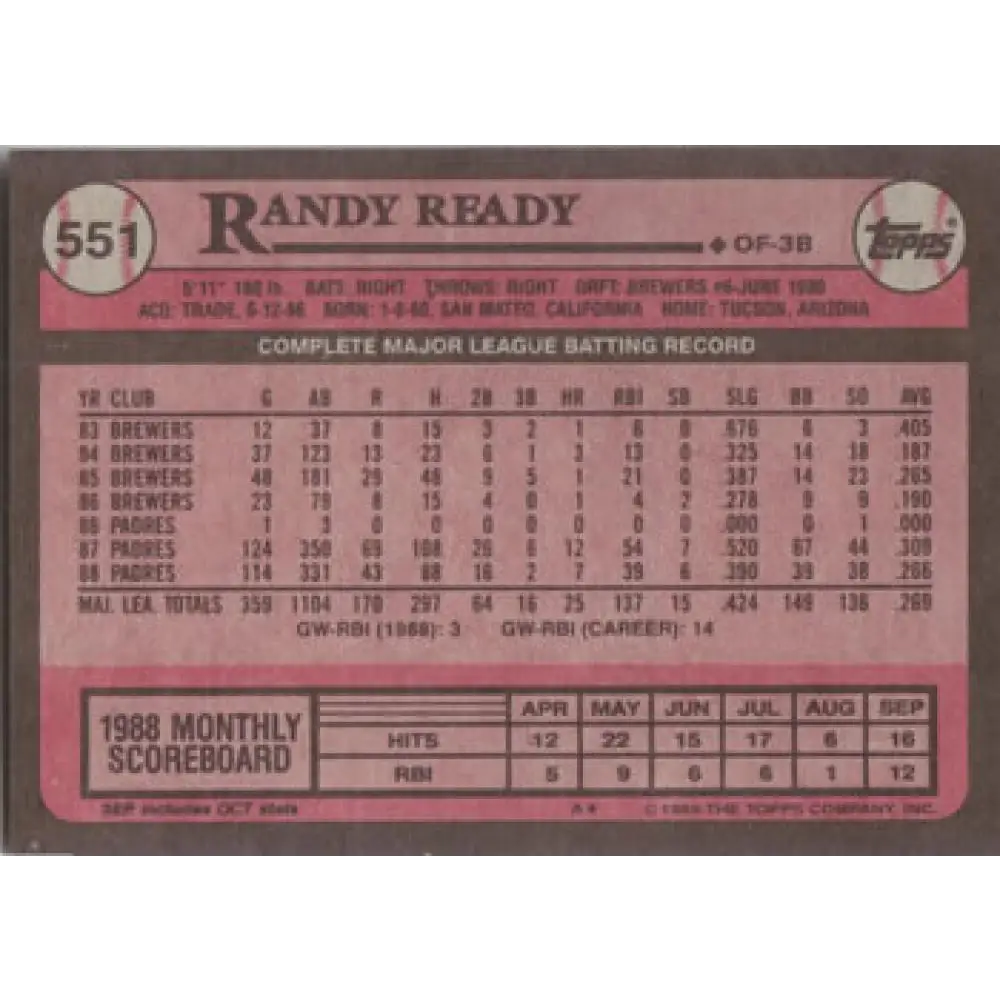 551
RANDY READY
◆ OF-3B
TOPPS®
5'11" 180 lb. BATS: RIGHT THROWS: RIGHT DRFT: BREWERS #6-JUNE 1980
ACQ: TRADE, 6-12-86 BORN: 1-8-60, SAN MATEO, CALIFORNIA HOME: TUCSON, ARIZONA
COMPLETE MAJOR LEAGUE BATTING RECORD
YR CLUB G AB R H 2B 3B HR RBI SB SLG BB SO AVG
83 BREWERS 12 37 8 15 3 2 1 6 0 .676 6 3 .405
84 BREWERS 37 123 13 23 6 1 3 13 0 .325 14 18 .187
85 BREWERS 48 181 29 48 9 5 1 21 0 .387 14 23 .265
86 BREWERS 23 79 8 15 4 0 1 4 2 .278 9 9 .190
86 PADRES 1 3 0 0 0 0 0 0 0 .000 0 1 .000
87 PADRES 124 350 69 108 26 6 12 54 7 .520 67 44 .309
88 PADRES 114 331 43 88 16 2 7 39 6 .390 39 38 .266
MAJ. LEA. TOTALS 359 1104 170 297 64 16 25 137 15 .424 149 136 .269
GW-RBI (1988): 3 GW-RBI (CAREER): 14
1988 MONTHLY SCOREBOARD
APR MAY JUN JUL AUG SEP
HITS 12 22 15 17 6 16
RBI 5 9 6 6 1 12
SEP includes OCT stats A★ © 1989 THE TOPPS COMPANY, INC.